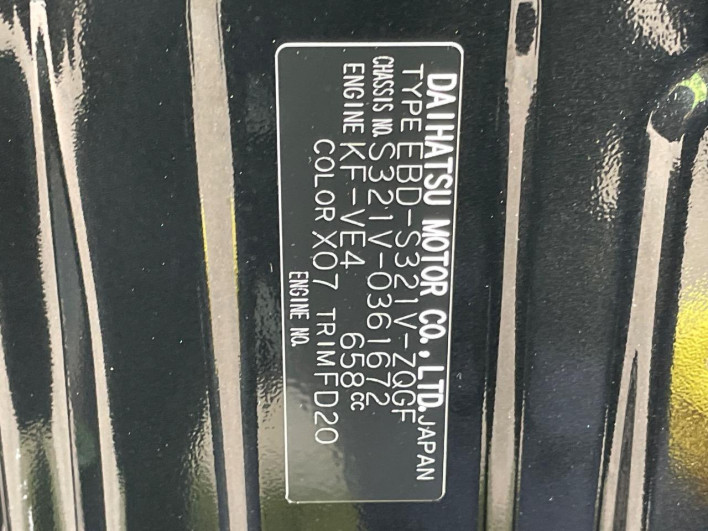 DAIHATSU MOTOR CO.,LTD.JAPAN
TYPE EBD-S321V-ZQGF
CHASSIS NO. S321V-0361672
ENGINE KF-VE4 658cc
COLOR X07 TRIM FD20
ENGINE NO.